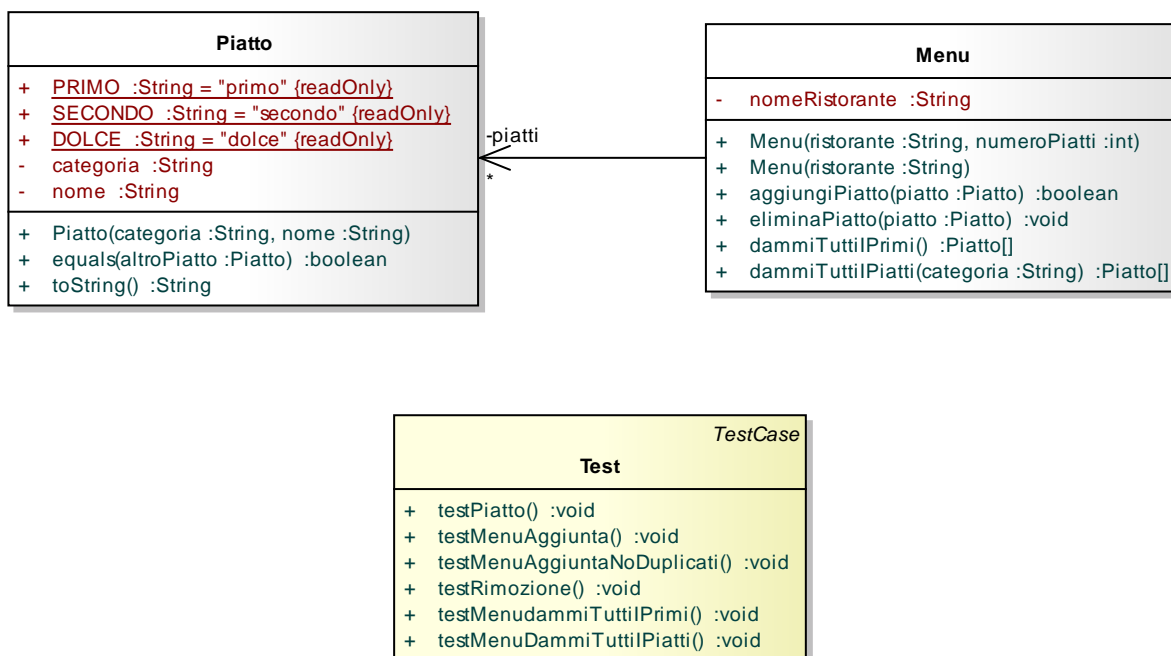 Piatto
+ PRIMO :String = "primo" {readOnly}
+ SECONDO :String = "secondo" {readOnly}
+ DOLCE :String = "dolce" {readOnly}
- categoria :String
- nome :String
+ Piatto(categoria :String, nome :String)
+ equals(altroPiatto :Piatto) :boolean
+ toString() :String
-piatti
*
Menu
- nomeRistorante :String
+ Menu(ristorante :String, numeroPiatti :int)
+ Menu(ristorante :String)
+ aggiungiPiatto(piatto :Piatto) :boolean
+ eliminaPiatto(piatto :Piatto) :void
+ dammiTuttiIPrimi() :Piatto[]
+ dammiTuttiIPiatti(categoria :String) :Piatto[]
TestCase
Test
+ testPiatto() :void
+ testMenuAggiunta() :void
+ testMenuAggiuntaNoDuplicati() :void
+ testRimozione() :void
+ testMenudammiTuttiIPrimi() :void
+ testMenuDammiTuttiIPiatti() :void